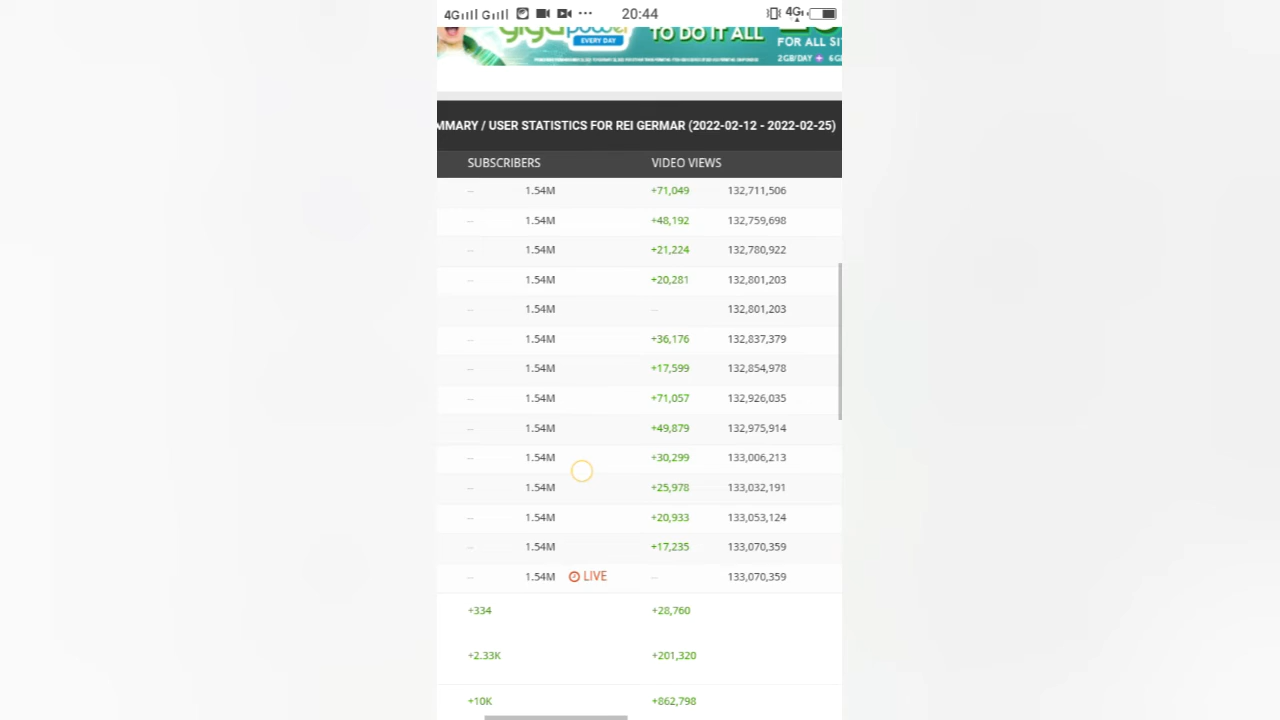 4G G 20:44 4G
giga power TO DO IT ALL
EVERY DAY FOR ALL
2GB/DAY +
MMARY / USER STATISTICS FOR REI GERMAR (2022-02-12 - 2022-02-25)
SUBSCRIBERS VIDEO VIEWS
-- 1.54M +71,049 132,711,506
-- 1.54M +48,192 132,759,698
-- 1.54M +21,224 132,780,922
-- 1.54M +20,281 132,801,203
-- 1.54M -- 132,801,203
-- 1.54M +36,176 132,837,379
-- 1.54M +17,599 132,854,978
-- 1.54M +71,057 132,926,035
-- 1.54M +49,879 132,975,914
-- 1.54M +30,299 133,006,213
-- 1.54M +25,978 133,032,191
-- 1.54M +20,933 133,053,124
-- 1.54M +17,235 133,070,359
-- 1.54M LIVE -- 133,070,359
+334 +28,760
+2.33K +201,320
+10K +862,798